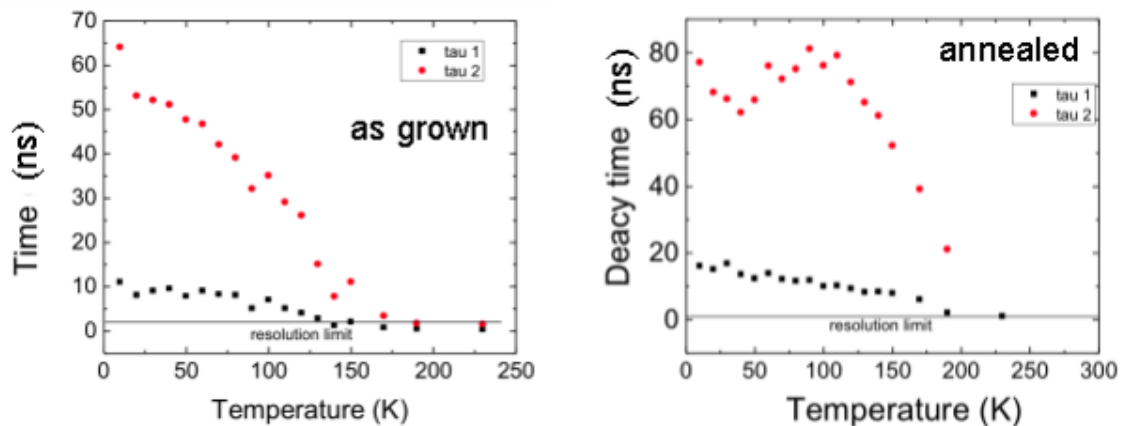 70
60
50
40
30
20
10
0
Time (ns)
tau 1
tau 2
as grown
resolution limit
0 50 100 150 200 250
Temperature (K)
80
60
40
20
0
Deacy time (ns)
annealed
tau 1
tau 2
resolution limit
0 50 100 150 200 250 300
Temperature (K)